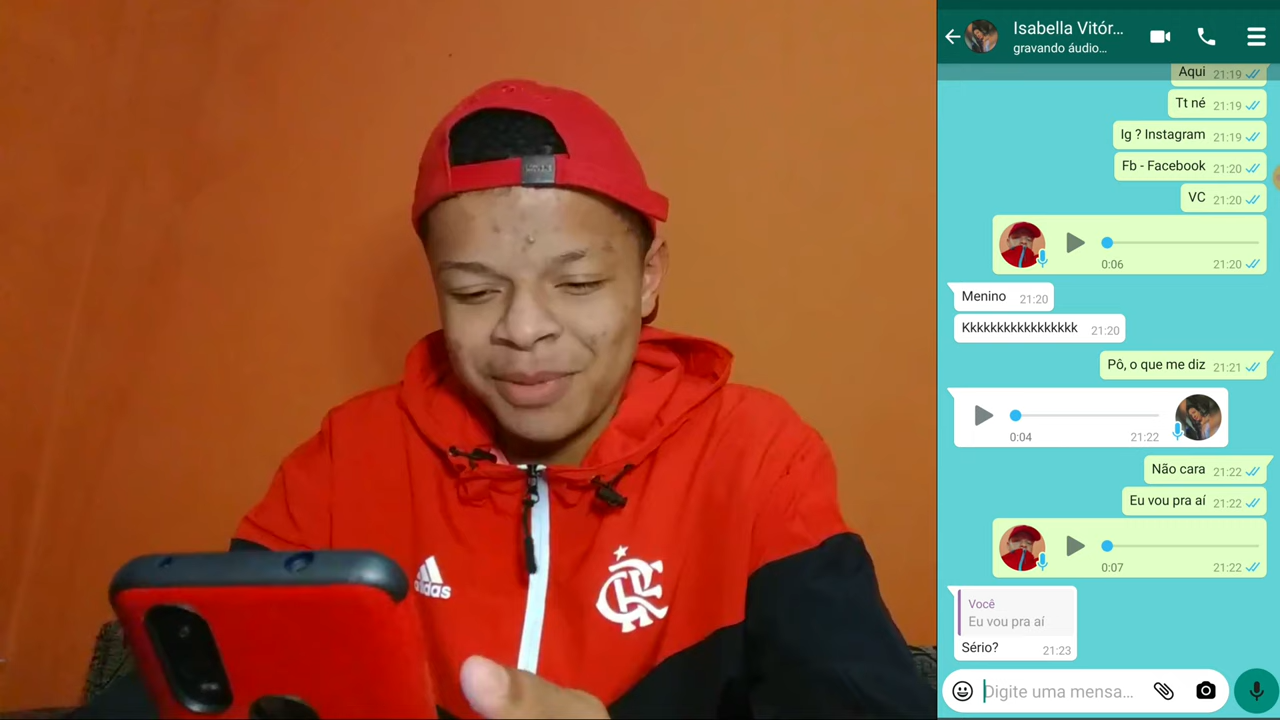 Isabella Vitór...
gravando áudio...
Aqui 21:19
Tt né 21:19
Ig ? Instagram 21:19
Fb - Facebook 21:20
VC 21:20
0:06 21:20
Menino 21:20
Kkkkkkkkkkkkkkkkk 21:20
Pô, o que me diz 21:21
0:04 21:22
Não cara 21:22
Eu vou pra aí 21:22
0:07 21:22
Você
Eu vou pra aí
Sério? 21:23
Digite uma mensa...
adidas
CRF